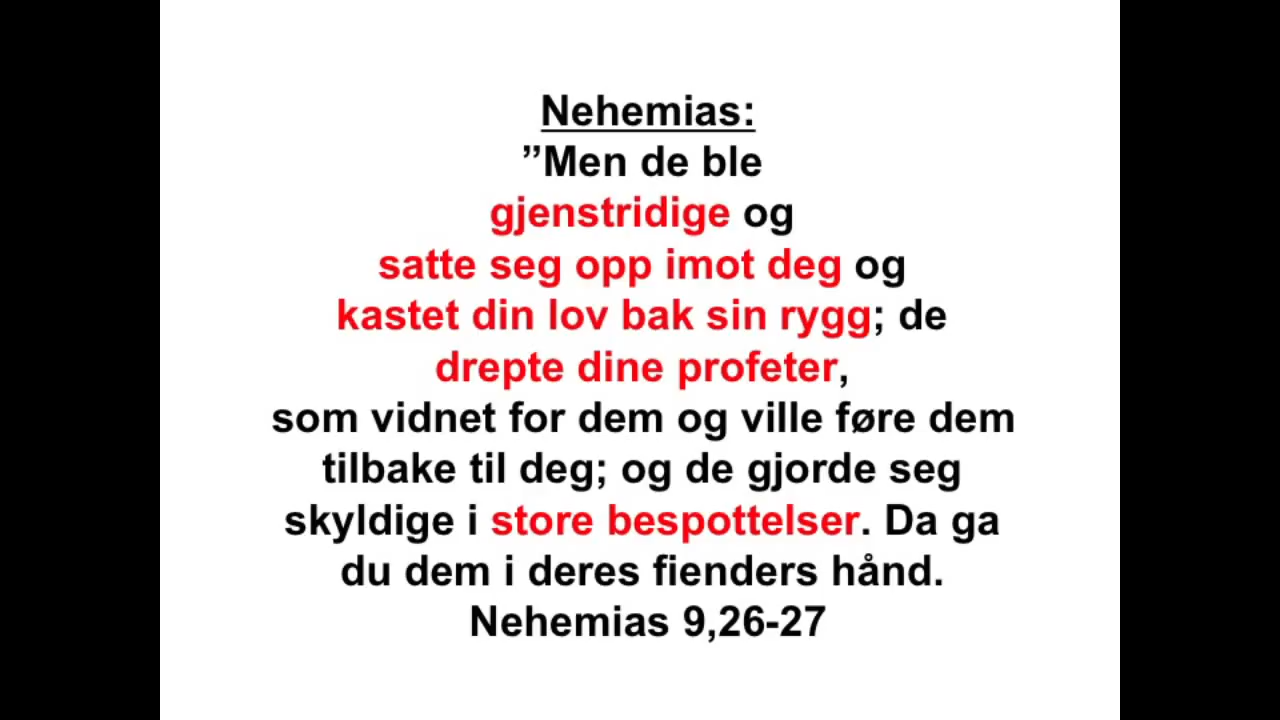 Nehemias:
”Men de ble
gjenstridige og
satte seg opp imot deg og
kastet din lov bak sin rygg; de
drepte dine profeter,
som vidnet for dem og ville føre dem
tilbake til deg; og de gjorde seg
skyldige i store bespottelser. Da ga
du dem i deres fienders hånd.
Nehemias 9,26-27